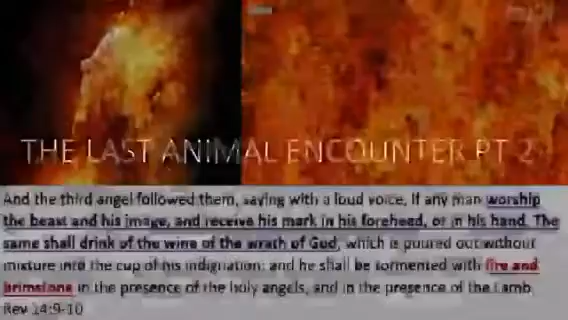 THE LAST ANIMAL ENCOUNTER PT 2
And the third angel followed them, saying with a loud voice, If any man worship
the beast and his image, and receive his mark in his forehead, or in his hand. The
same shall drink of the wine of the wrath of God, which is poured out without
mixture into the cup of his indignation; and he shall be tormented with fire and
brimstone in the presence of the holy angels, and in the presence of the Lamb.
Rev 14:9-10